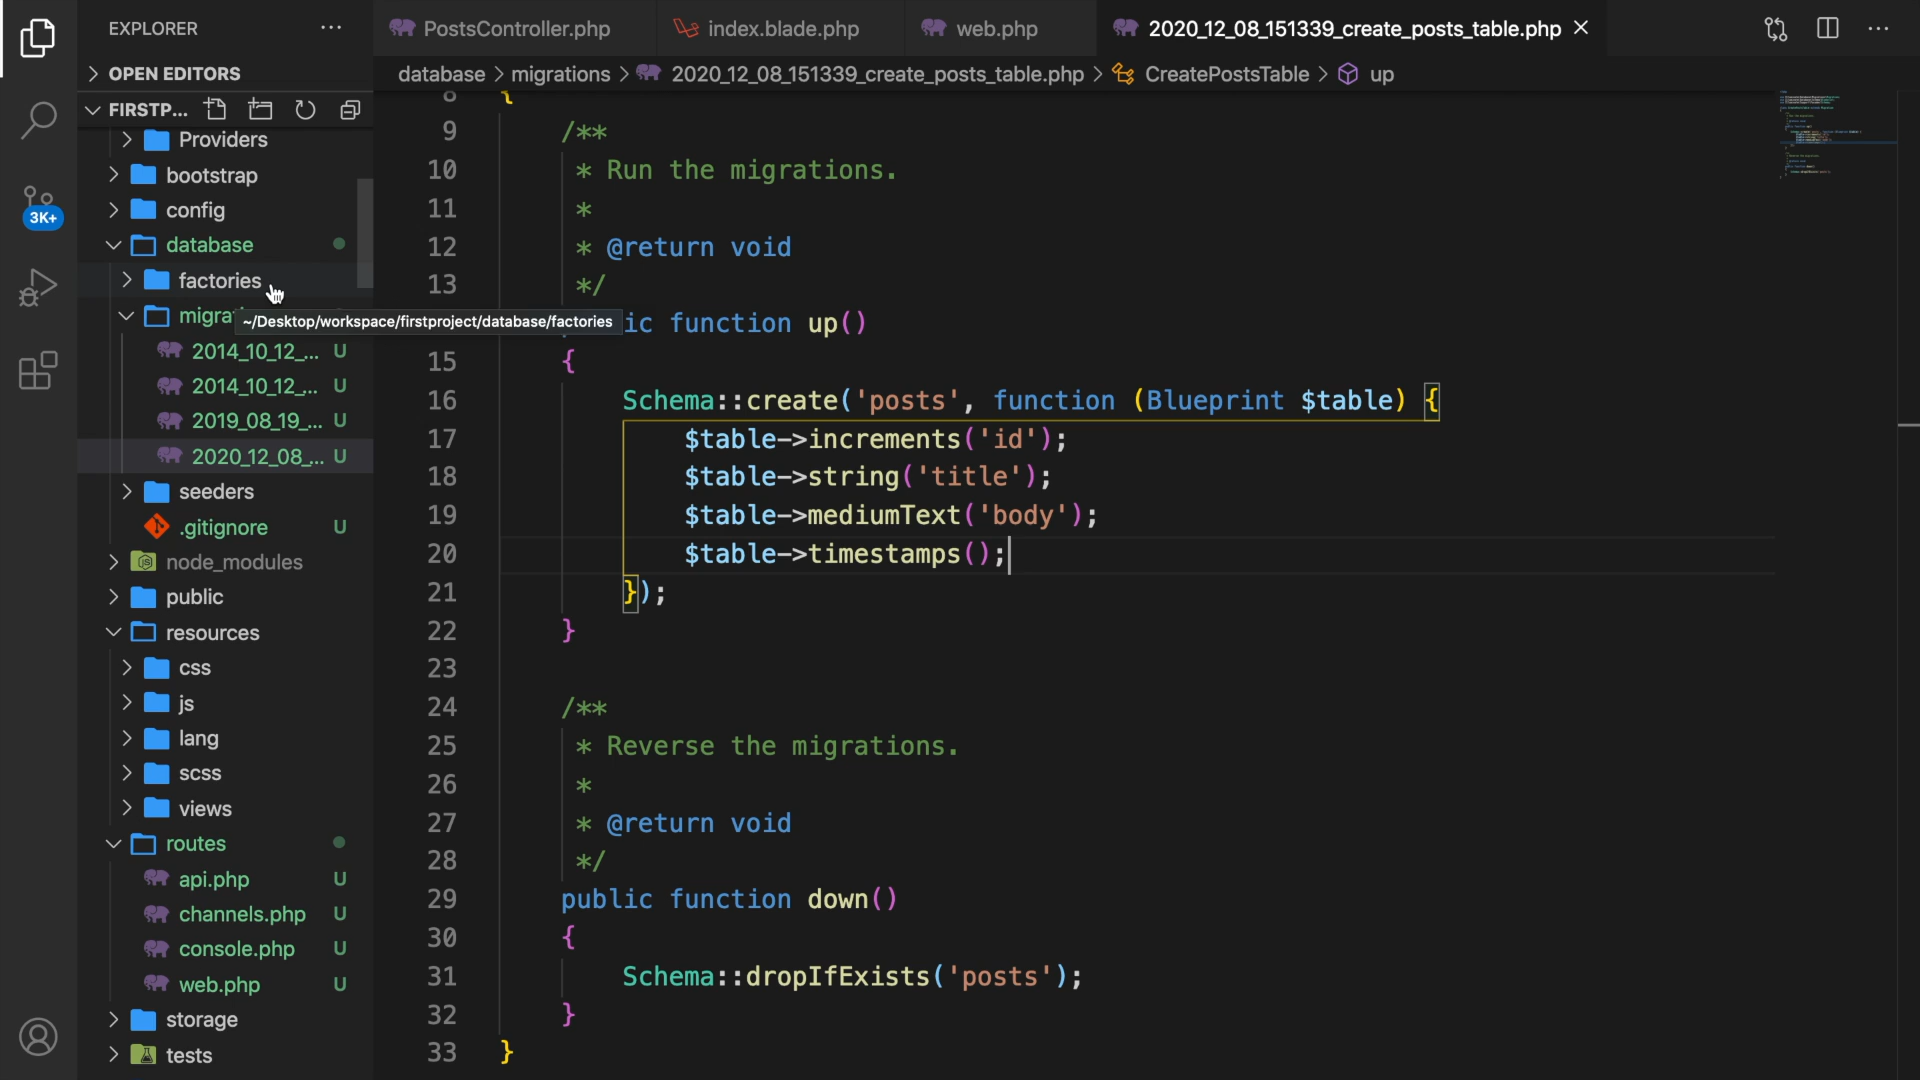 EXPLORER
OPEN EDITORS
FIRSTP...
3K+
Providers
bootstrap
config
database
factories
~/Desktop/workspace/firstproject/database/factories
2014_10_12_... U
2014_10_12_... U
2019_08_19_... U
2020_12_08_... U
seeders
.gitignore U
node_modules
public
resources
css
js
lang
scss
views
routes
api.php U
channels.php U
console.php U
web.php U
storage
tests
PostsController.php
index.blade.php
web.php
2020_12_08_151339_create_posts_table.php
database > migrations > 2020_12_08_151339_create_posts_table.php > CreatePostsTable > up
8 {
9 /**
10 * Run the migrations.
11 *
12 * @return void
13 */
ic function up()
15 {
16 Schema::create('posts', function (Blueprint $table) {
17 $table->increments('id');
18 $table->string('title');
19 $table->mediumText('body');
20 $table->timestamps();
21 });
22 }
23
24 /**
25 * Reverse the migrations.
26 *
27 * @return void
28 */
29 public function down()
30 {
31 Schema::dropIfExists('posts');
32 }
33 }